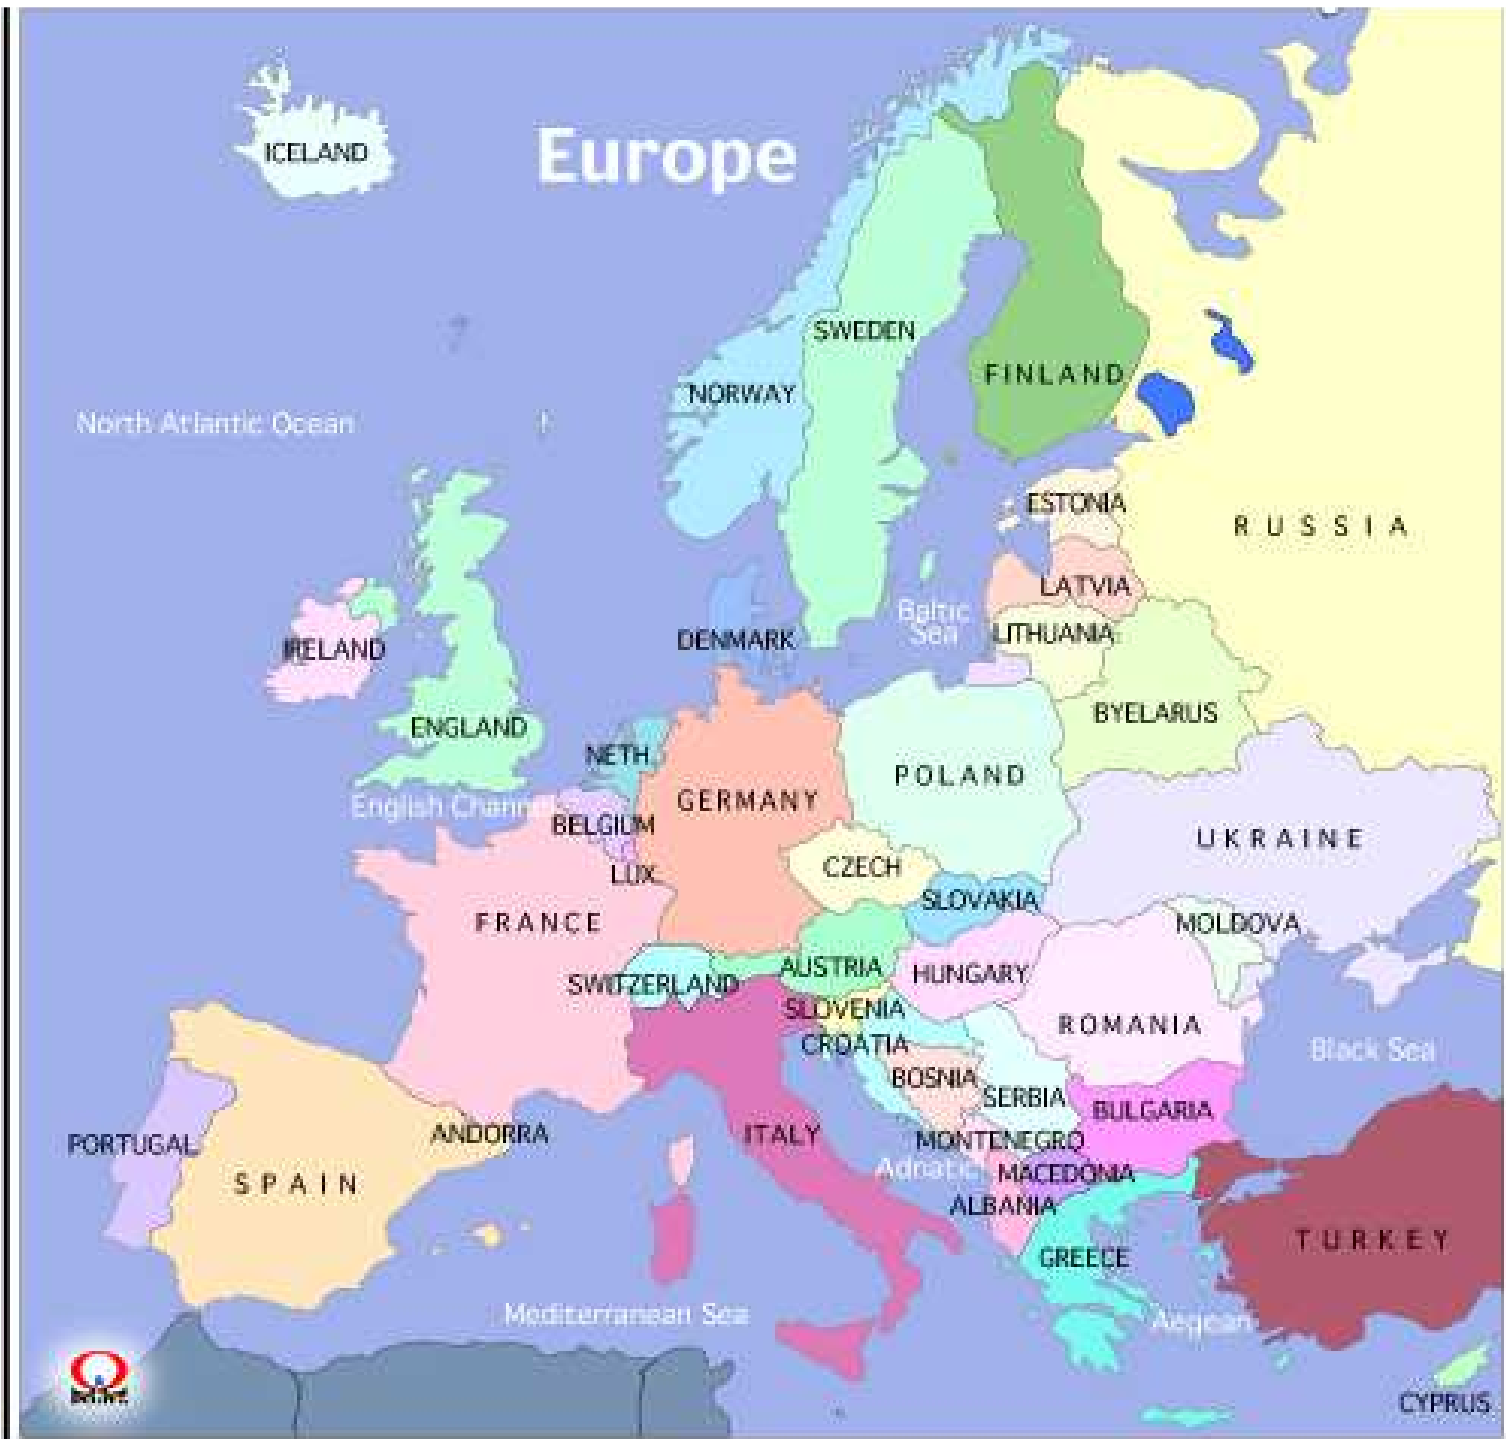 Europe
ICELAND
SWEDEN
FINLAND
NORWAY
North Atlantic Ocean
ESTONIA
RUSSIA
LATVIA
Baltic
Sea
LITHUANIA
DENMARK
IRELAND
BYELARUS
ENGLAND
NETH.
POLAND
GERMANY
English Channel
BELGIUM
UKRAINE
CZECH
LUX.
SLOVAKIA
FRANCE
MOLDOVA
AUSTRIA
HUNGARY
SWITZERLAND
SLOVENIA
ROMANIA
CROATIA
Black Sea
BOSNIA
SERBIA
BULGARIA
ANDORRA
ITALY
MONTENEGRO
PORTUGAL
Adriatic
MACEDONIA
SPAIN
ALBANIA
TURKEY
GREECE
Mediterranean Sea
Aegean
CYPRUS